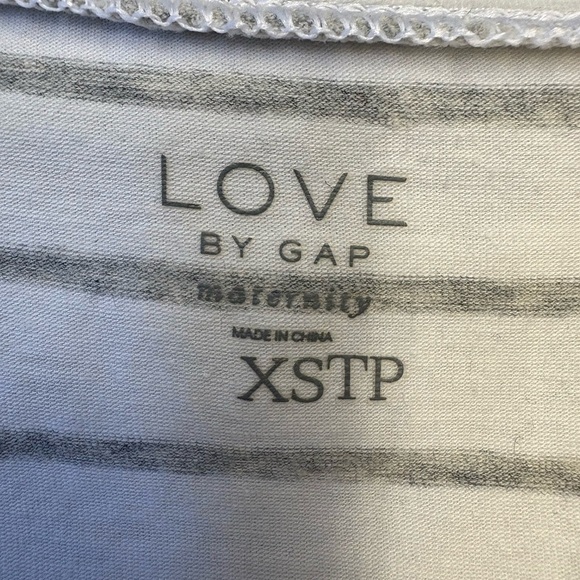 LOVE
BY GAP
maternity
MADE IN CHINA
XSTP